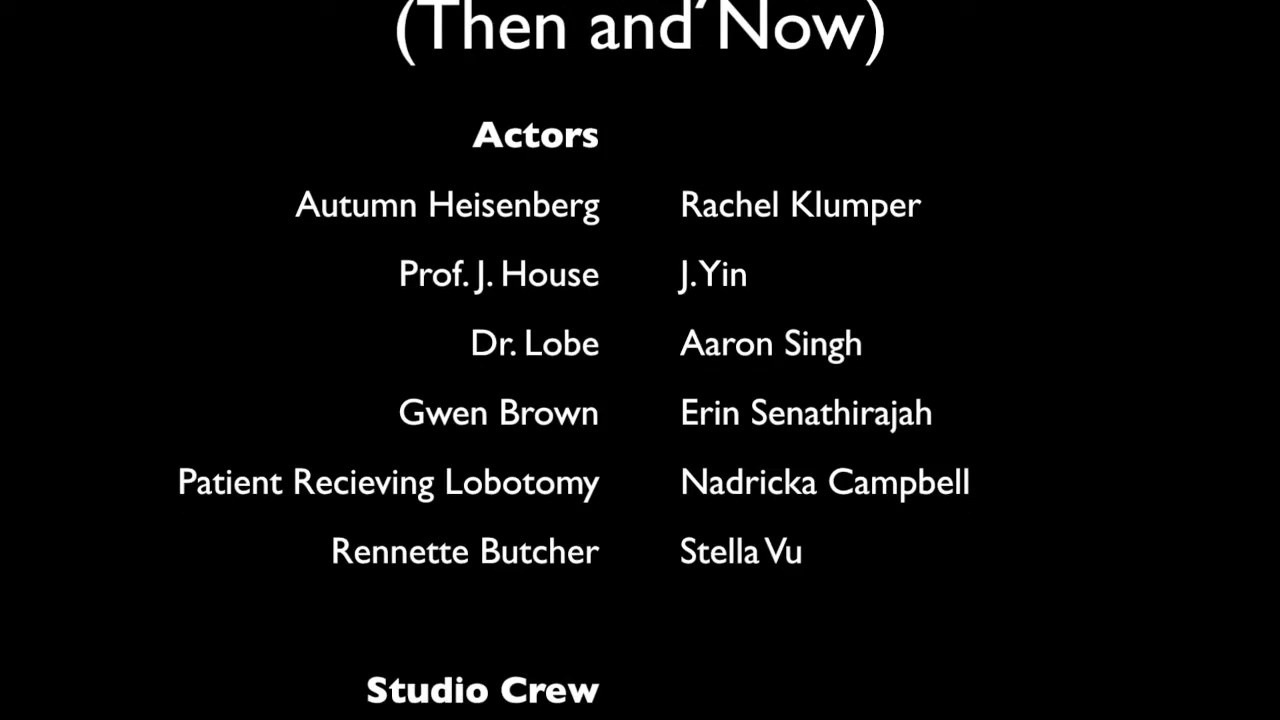 (Then and Now)
Actors
Autumn Heisenberg Rachel Klumper
Prof. J. House J. Yin
Dr. Lobe Aaron Singh
Gwen Brown Erin Senathirajah
Patient Recieving Lobotomy Nadricka Campbell
Rennette Butcher Stella Vu
Studio Crew